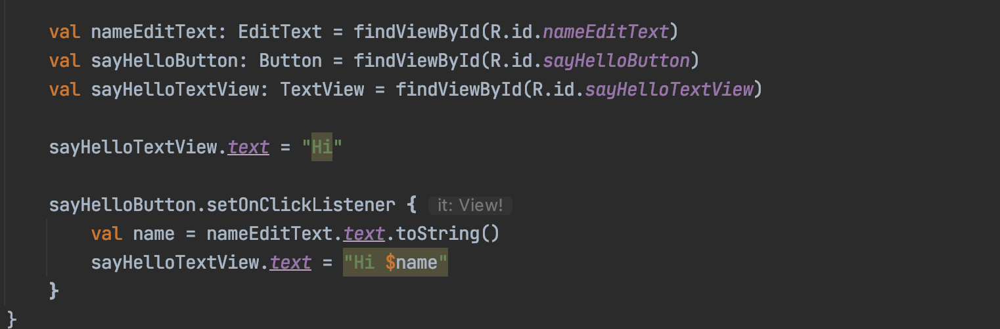 val nameEditText: EditText = findViewById(R.id.nameEditText)
val sayHelloButton: Button = findViewById(R.id.sayHelloButton)
val sayHelloTextView: TextView = findViewById(R.id.sayHelloTextView)
sayHelloTextView.text = "Hi"
sayHelloButton.setOnClickListener { it: View!
val name = nameEditText.text.toString()
sayHelloTextView.text = "Hi $name"
}
}